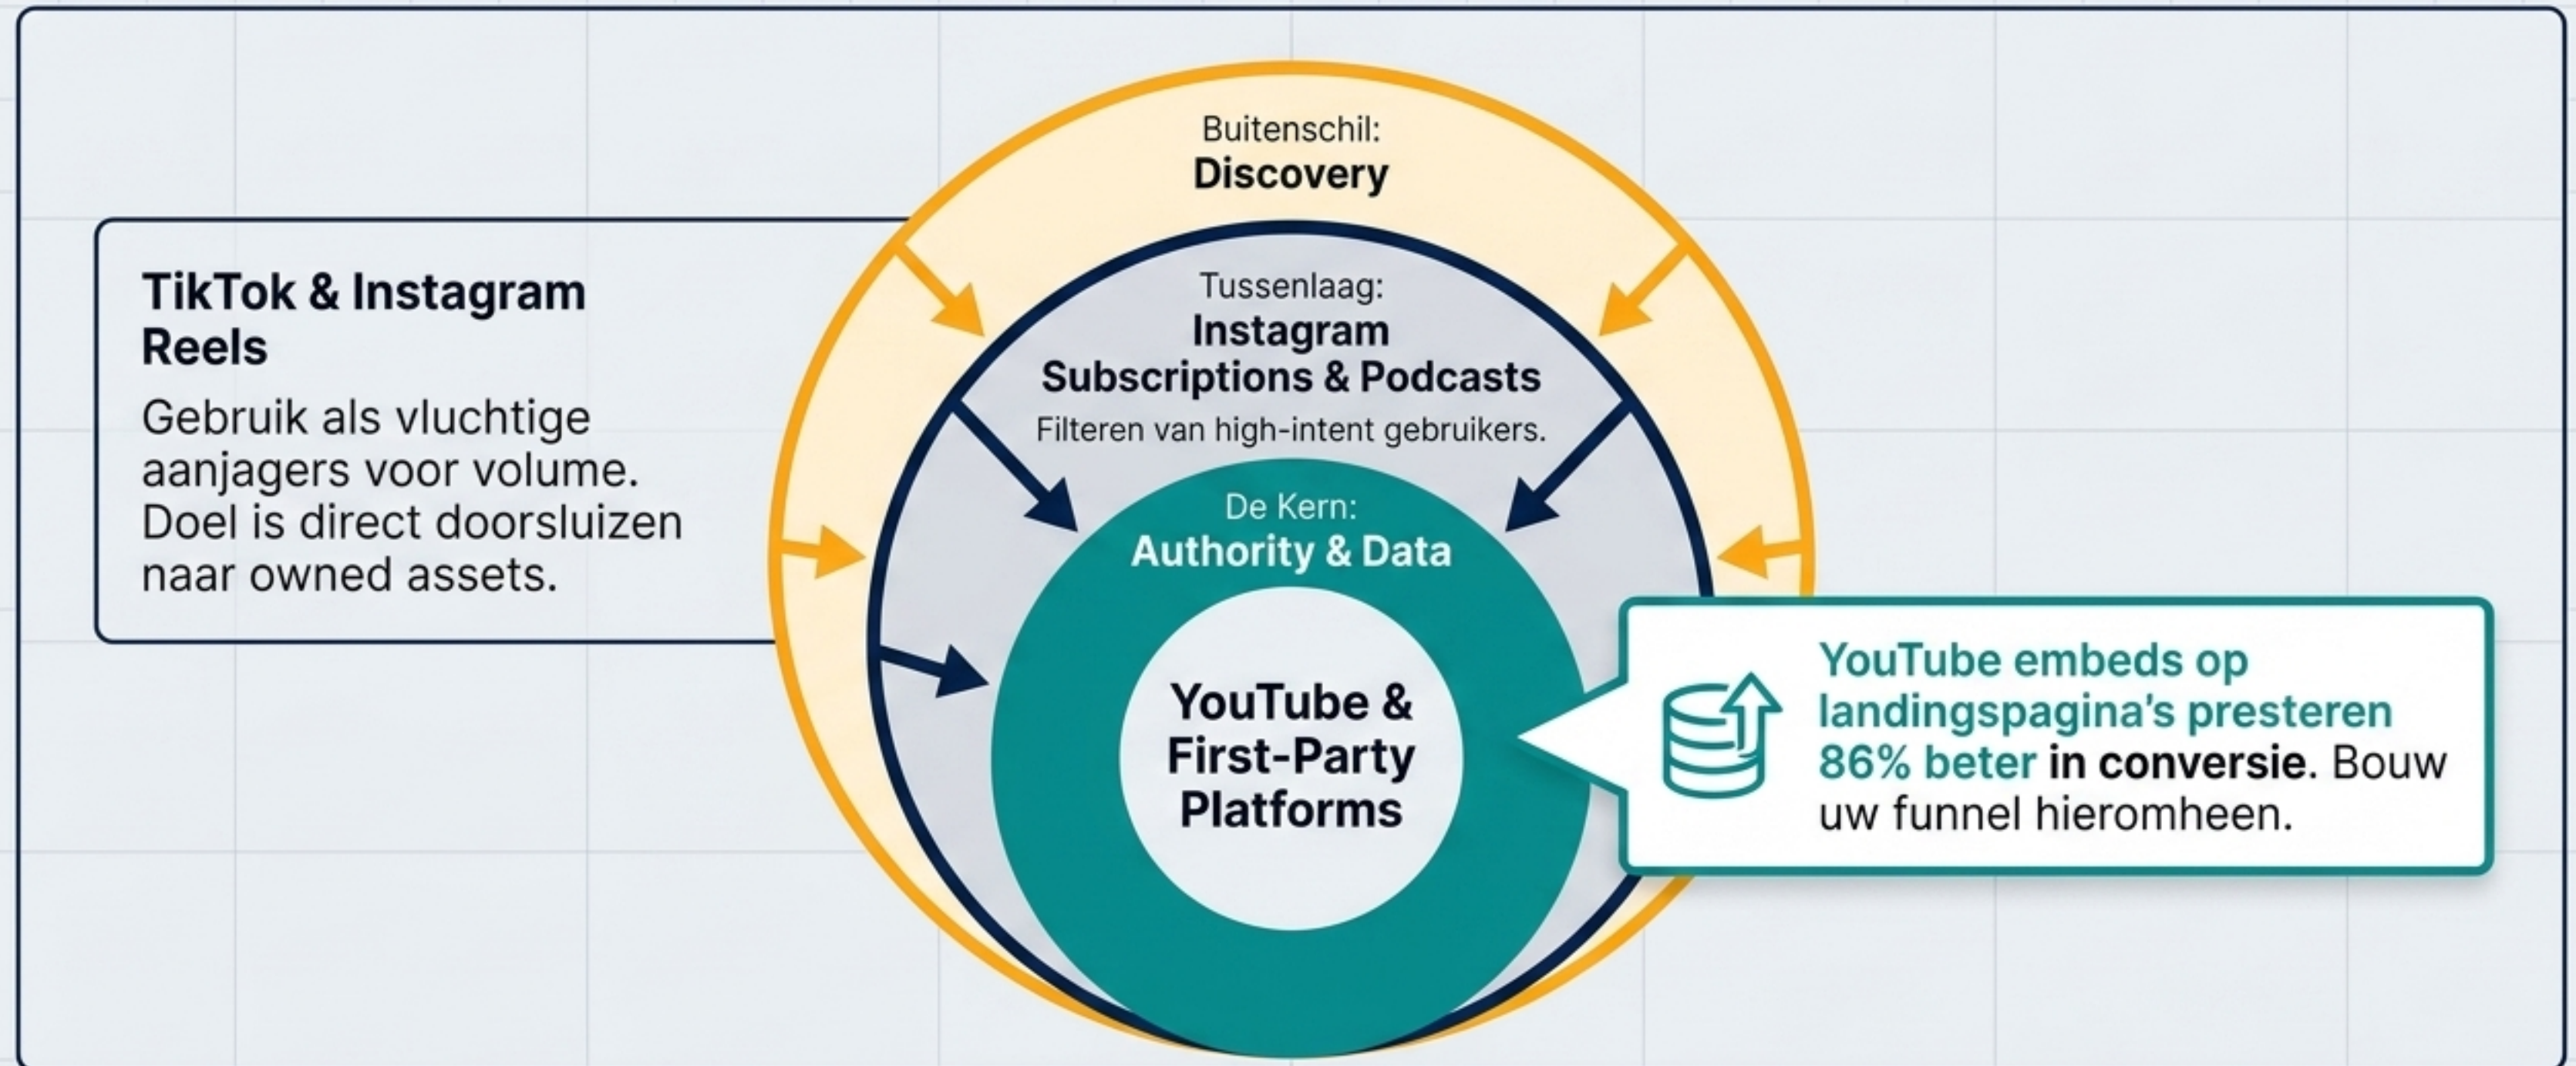 Buitenschil:
Discovery
TikTok & Instagram
Reels
Gebruik als vluchtige
aanjagers voor volume.
Doel is direct doorsluizen
naar owned assets.
Tussenlaag:
Instagram
Subscriptions & Podcasts
Filteren van high-intent gebruikers.
De Kern:
Authority & Data
YouTube &
First-Party
Platforms
YouTube embeds op
landingspagina's presteren
86% beter in conversie. Bouw
uw funnel hieromheen.